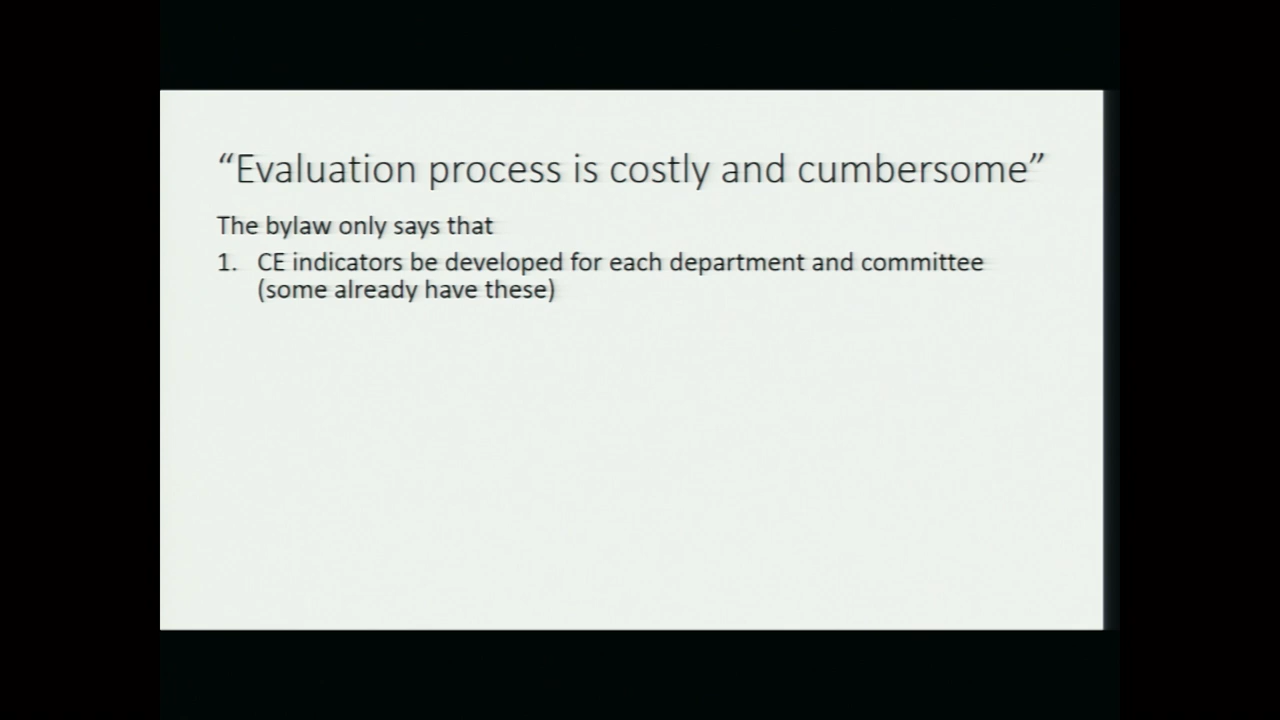 “Evaluation process is costly and cumbersome”
The bylaw only says that
1. CE indicators be developed for each department and committee
(some already have these)